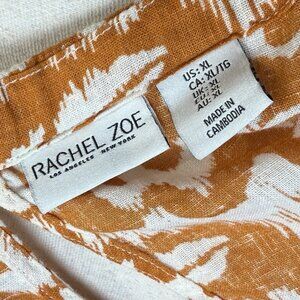 RACHEL ZOE
LOS ANGELES NEW YORK
US: XL
CA: XL/TG
UK: XL
EU: XL
AU: XL
MADE IN
CAMBODIA